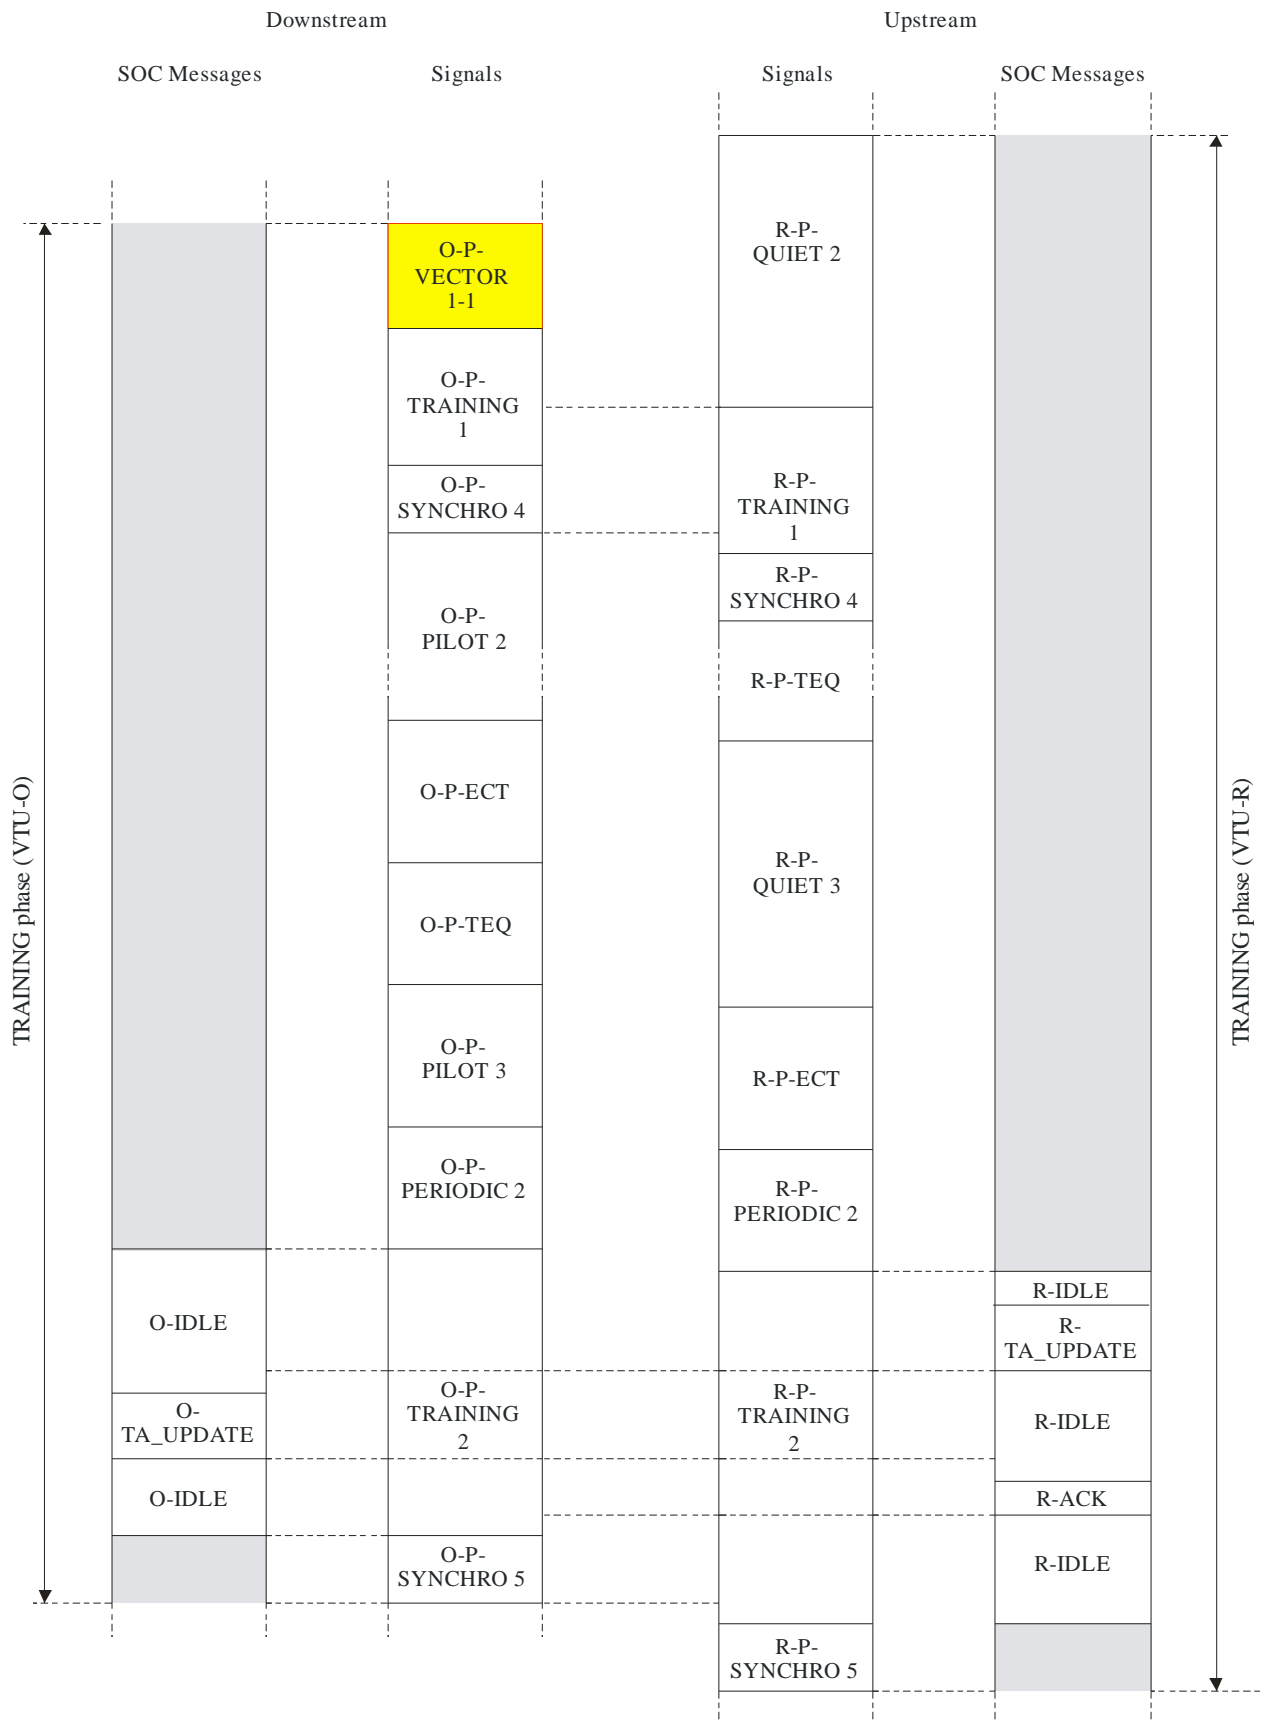 Downstream
Upstream
SOC Messages
Signals
Signals
SOC Messages
TRAINING phase (VTU-O)
O-IDLE
O-
TA_UPDATE
O-IDLE
O-P-
VECTOR
1-1
O-P-
TRAINING
1
O-P-
SYNCHRO 4
O-P-
PILOT 2
O-P-ECT
O-P-TEQ
O-P-
PILOT 3
O-P-
PERIODIC 2
O-P-
TRAINING
2
O-P-
SYNCHRO 5
R-P-
QUIET 2
R-P-
TRAINING
1
R-P-
SYNCHRO 4
R-P-TEQ
R-P-
QUIET 3
R-P-ECT
R-P-
PERIODIC 2
R-P-
TRAINING
2
R-P-
SYNCHRO 5
R-IDLE
R-
TA_UPDATE
R-IDLE
R-ACK
R-IDLE
TRAINING phase (VTU-R)